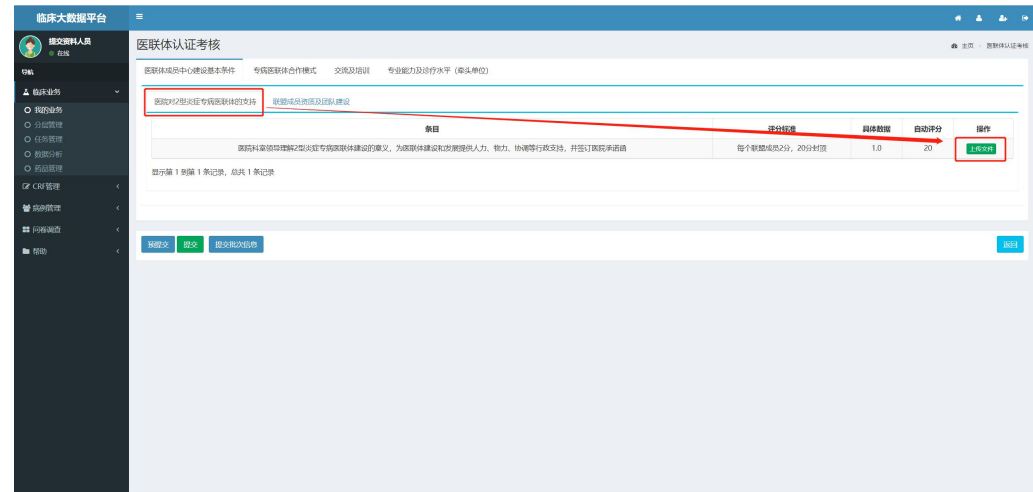 临床大数据平台
提交资料人员
在线
导航
临床业务
我的业务
分层管理
任务管理
数据分析
药品管理
CRF管理
病例管理
问卷调查
帮助
医联体认证考核
主页 > 医联体认证考核
医联体成员中心建设基本条件 专病医联体合作模式 交流及培训 专业能力及诊疗水平（牵头单位）
医院对2型炎症专病医联体的支持 联盟成员资质及团队建设
条目 评分标准 具体数据 自动评分 操作
医院科室领导理解2型炎症专病医联体建设的意义，为医联体建设和发展提供人力、物力、协调等行政支持，并签订医院承诺函 每个联盟成员2分，20分封顶 1.0 20 上传文件
显示第 1 到第 1 条记录，总共 1 条记录
预提交 提交 提交批次信息 返回